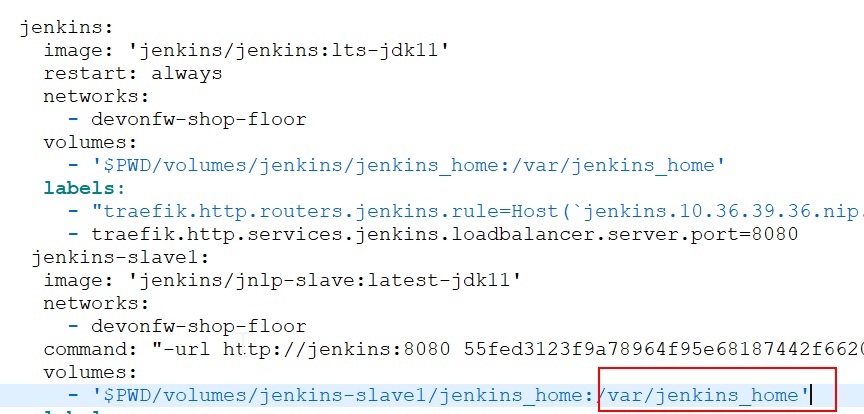 jenkins:
  image: 'jenkins/jenkins:lts-jdk11'
  restart: always
  networks:
    - devonfw-shop-floor
  volumes:
    - '$PWD/volumes/jenkins/jenkins_home:/var/jenkins_home'
  labels:
    - "traefik.http.routers.jenkins.rule=Host(`jenkins.10.36.39.36.nip.
    - traefik.http.services.jenkins.loadbalancer.server.port=8080
 jenkins-slave1:
  image: 'jenkins/jnlp-slave:latest-jdk11'
  networks:
    - devonfw-shop-floor
  command: "-url http://jenkins:8080 55fed3123f9a78964f95e68187442f6620
  volumes:
    - '$PWD/volumes/jenkins-slave1/jenkins_home:/var/jenkins_home'